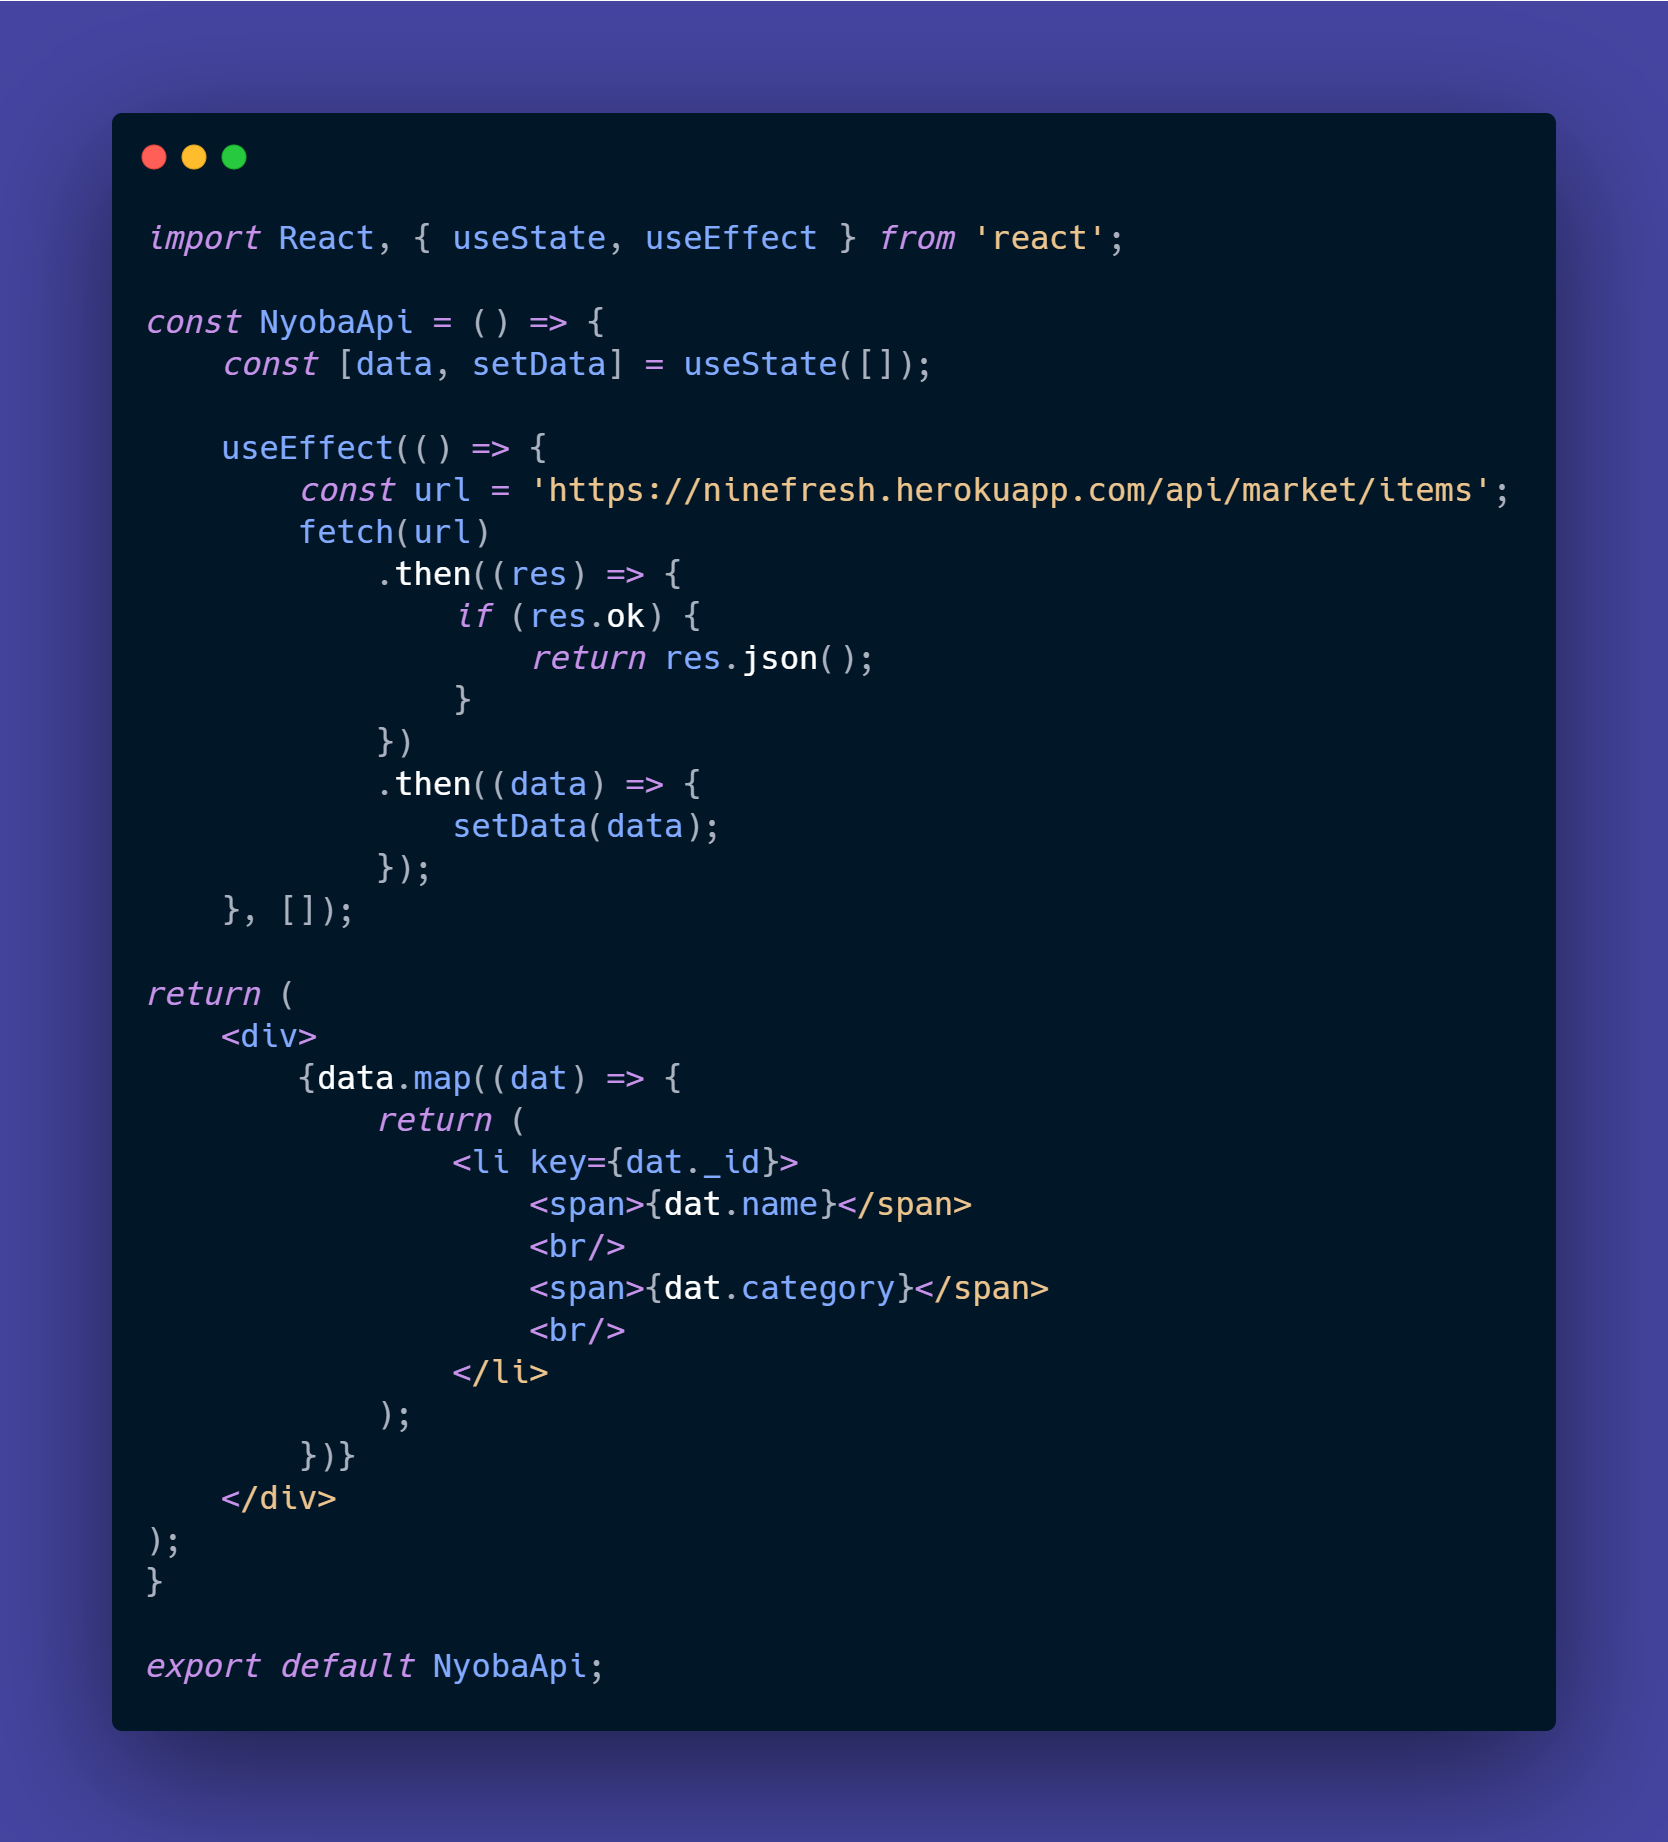 import React, { useState, useEffect } from 'react';

const NyobaApi = () => {
    const [data, setData] = useState([]);

    useEffect(() => {
        const url = 'https://ninefresh.herokuapp.com/api/market/items';
        fetch(url)
            .then((res) => {
                if (res.ok) {
                    return res.json();
                }
            })
            .then((data) => {
                setData(data);
            });
    }, []);

return (
    <div>
        {data.map((dat) => {
            return (
                <li key={dat._id}>
                    <span>{dat.name}</span>
                    <br/>
                    <span>{dat.category}</span>
                    <br/>
                </li>
            );
        })}
    </div>
);
}

export default NyobaApi;